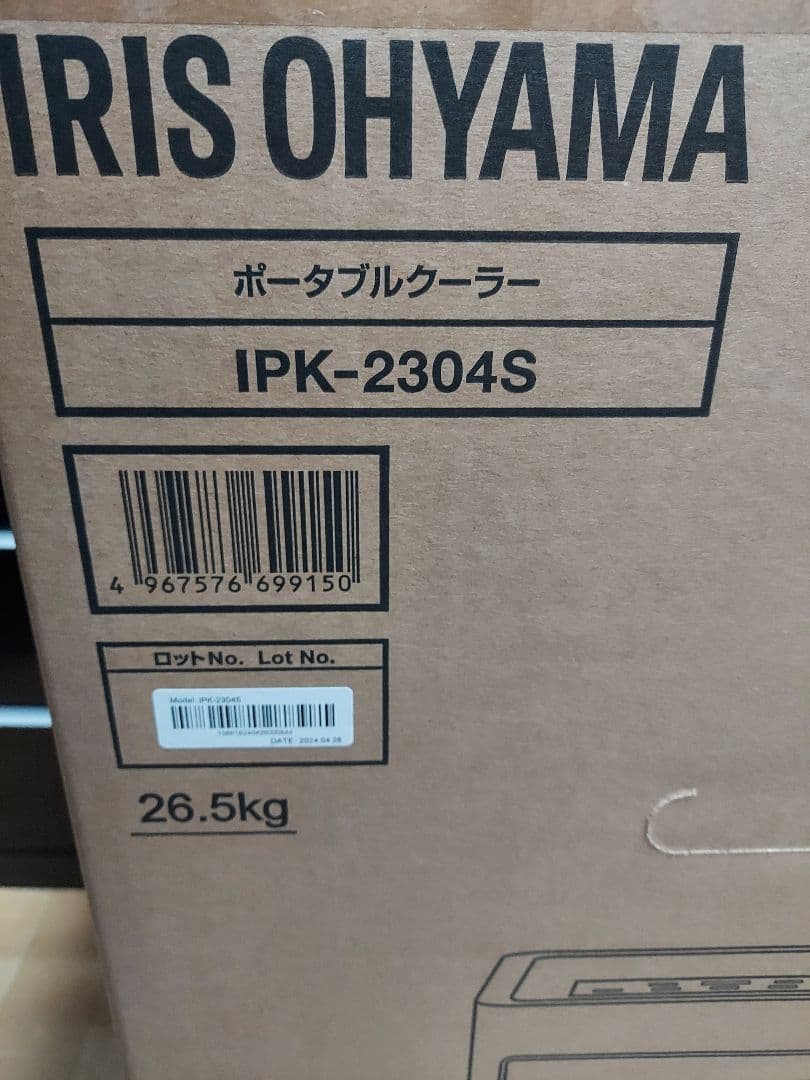 IRIS OHYAMA
ポータブルクーラー
IPK-2304S
4 967576 699150
ロットNo. Lot No.
Model :IPK-2304S
DATE: 2024.04.28
26.5kg